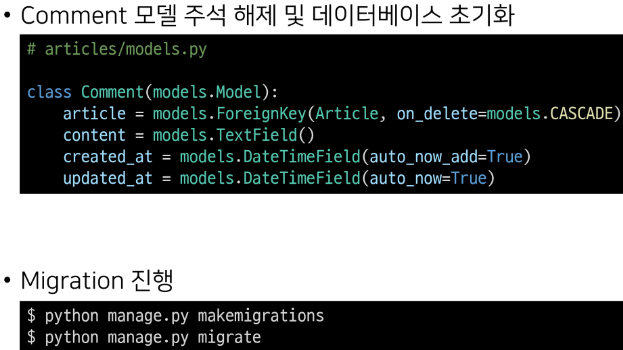 • Comment 모델 주석 해제 및 데이터베이스 초기화
# articles/models.py
class Comment(models.Model):
    article = models.ForeignKey(Article, on_delete=models.CASCADE)
    content = models.TextField()
    created_at = models.DateTimeField(auto_now_add=True)
    updated_at = models.DateTimeField(auto_now=True)
• Migration 진행
$ python manage.py makemigrations
$ python manage.py migrate